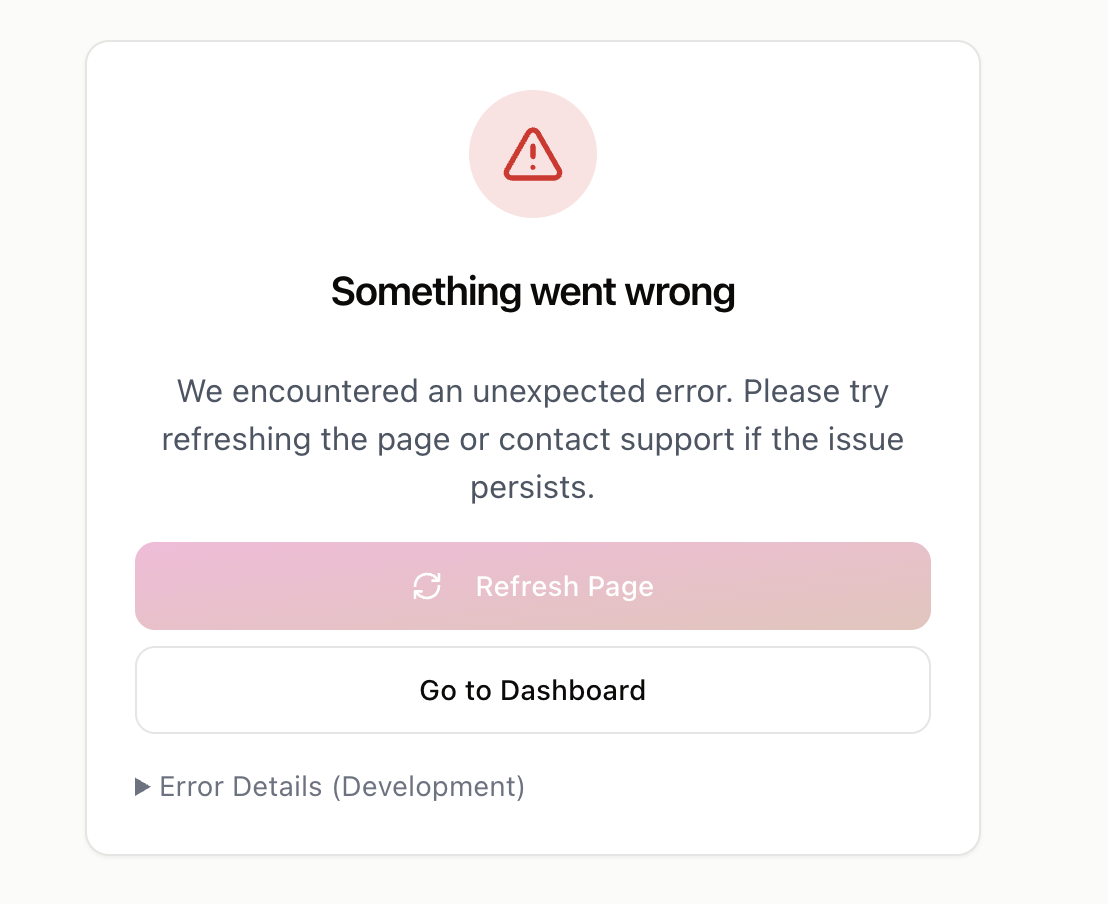 Something went wrong
We encountered an unexpected error. Please try
refreshing the page or contact support if the issue
persists.
Refresh Page
Go to Dashboard
Error Details (Development)